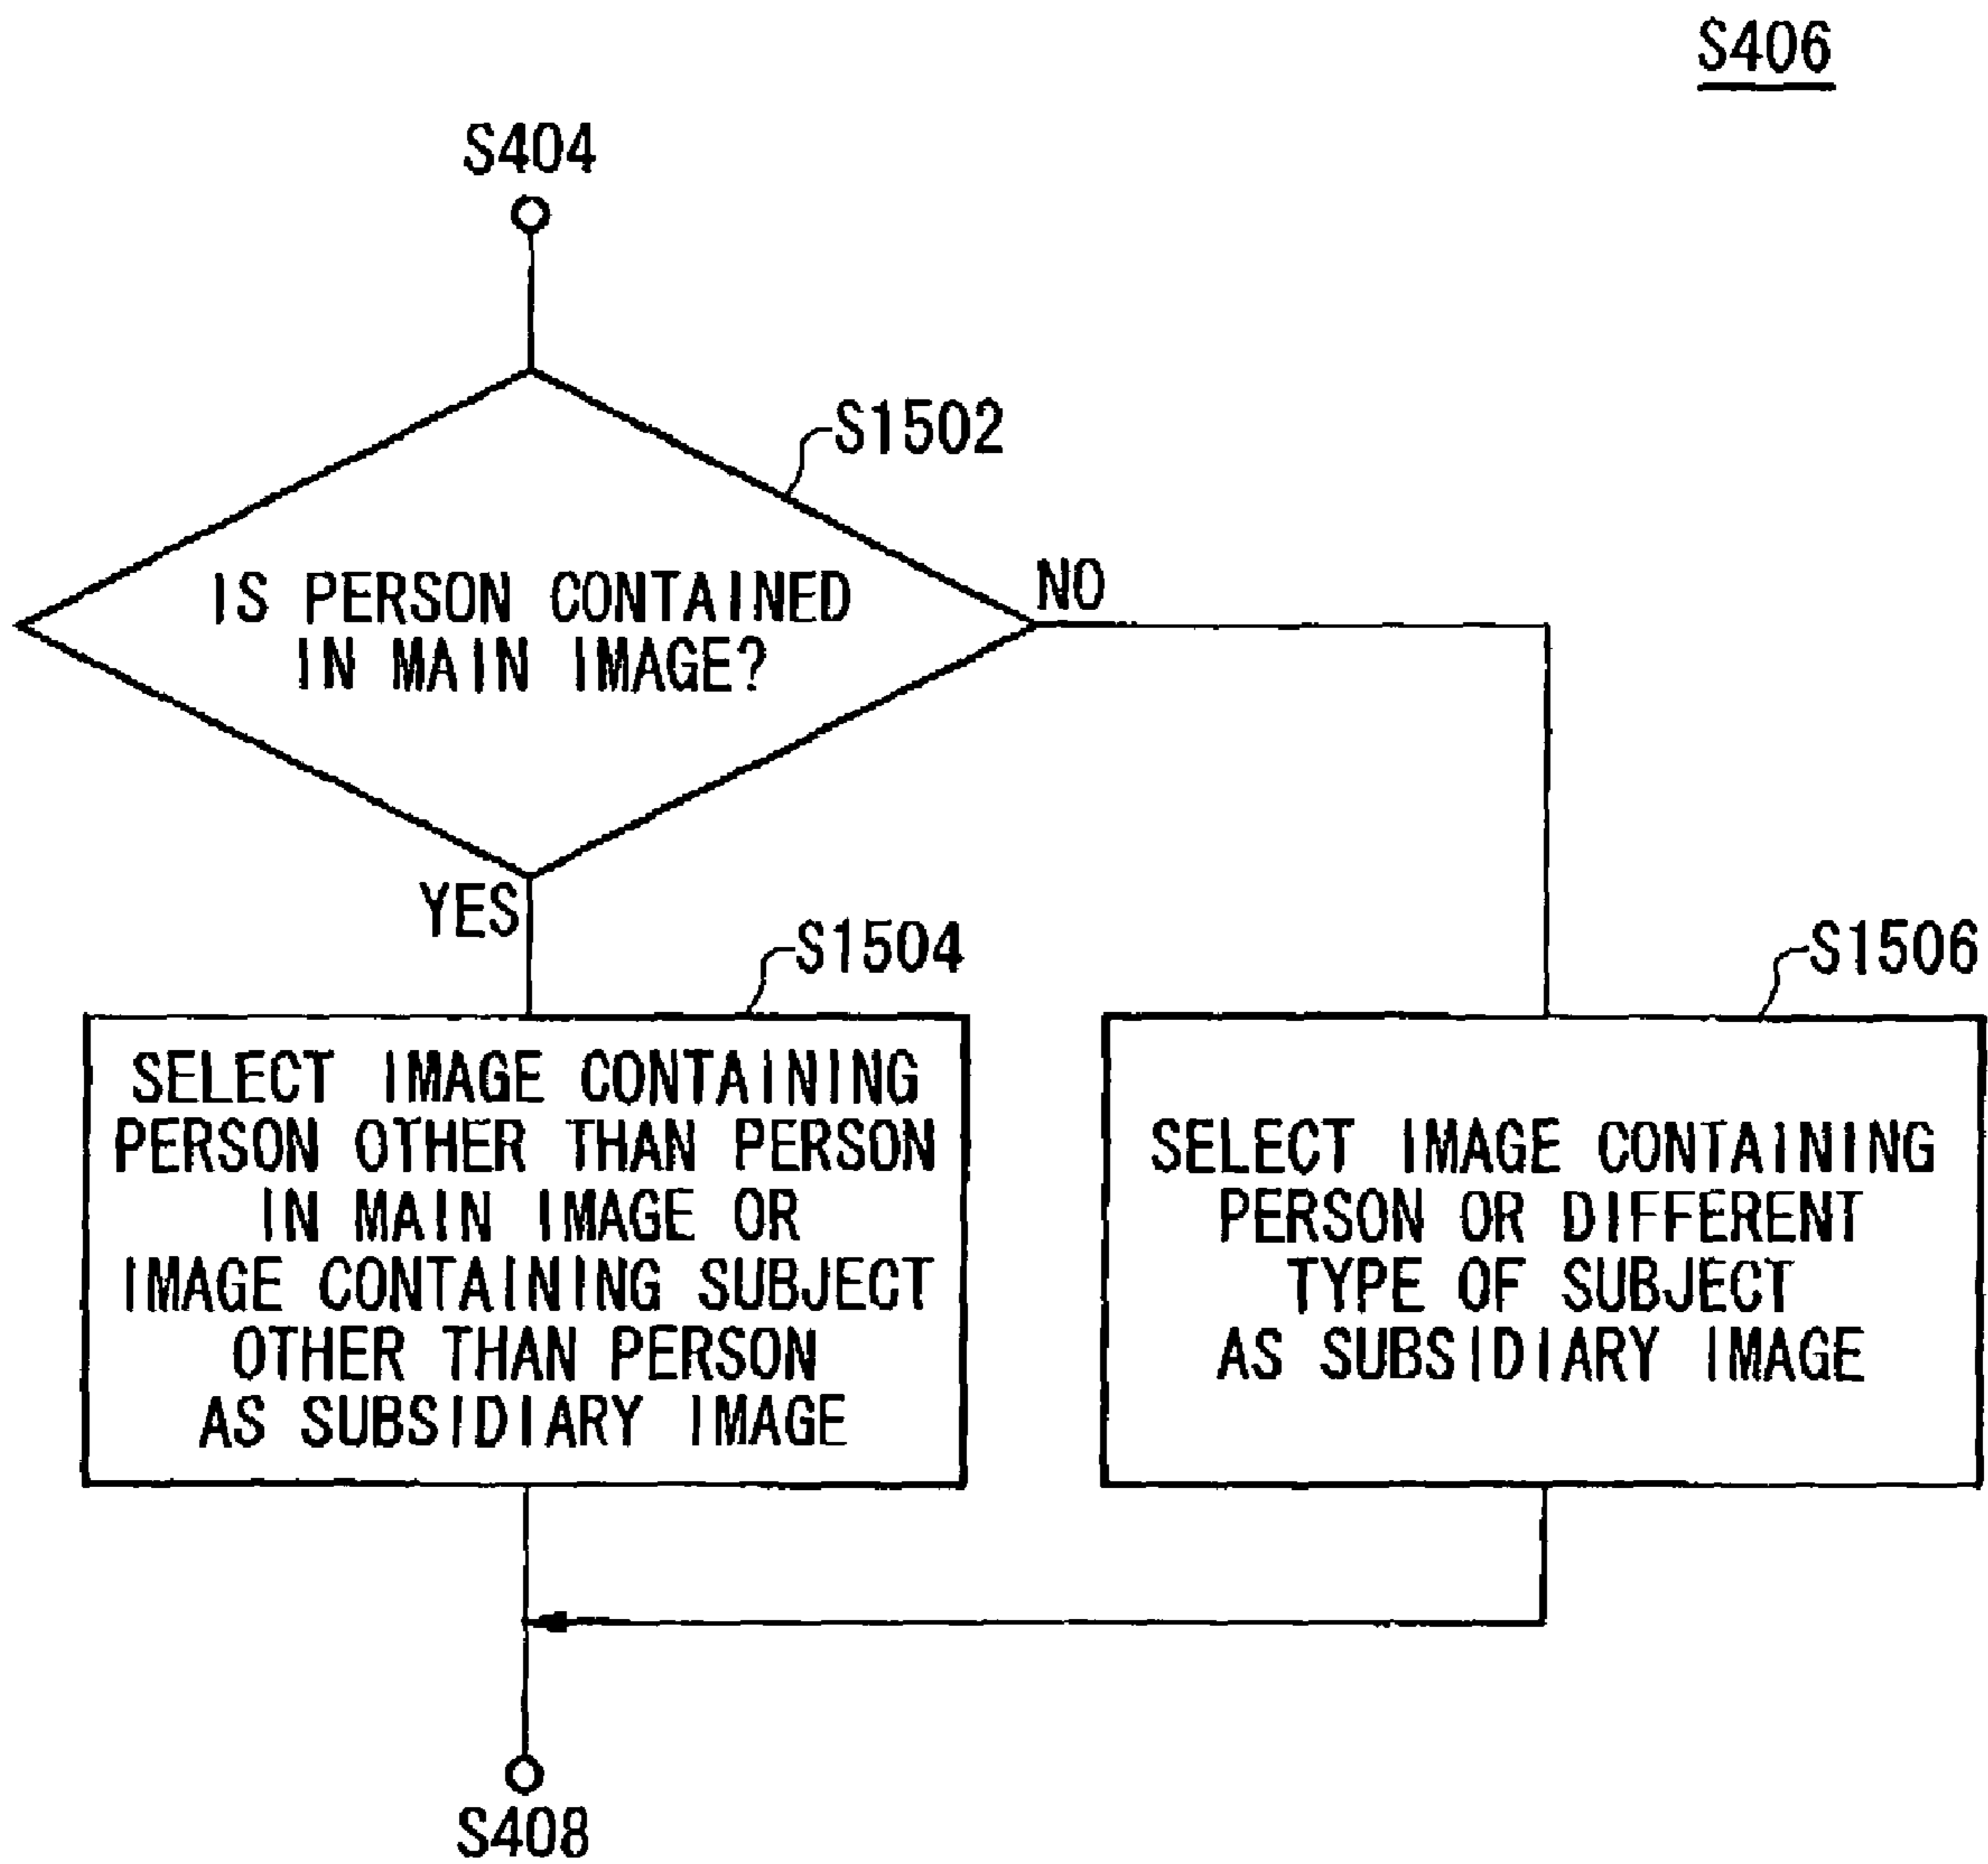 S406
S404
S1502
IS PERSON CONTAINED
IN MAIN IMAGE?
NO
YES
S1504
SELECT IMAGE CONTAINING
PERSON OTHER THAN PERSON
IN MAIN IMAGE OR
IMAGE CONTAINING SUBJECT
OTHER THAN PERSON
AS SUBSIDIARY IMAGE
S1506
SELECT IMAGE CONTAINING
PERSON OR DIFFERENT
TYPE OF SUBJECT
AS SUBSIDIARY IMAGE
S408